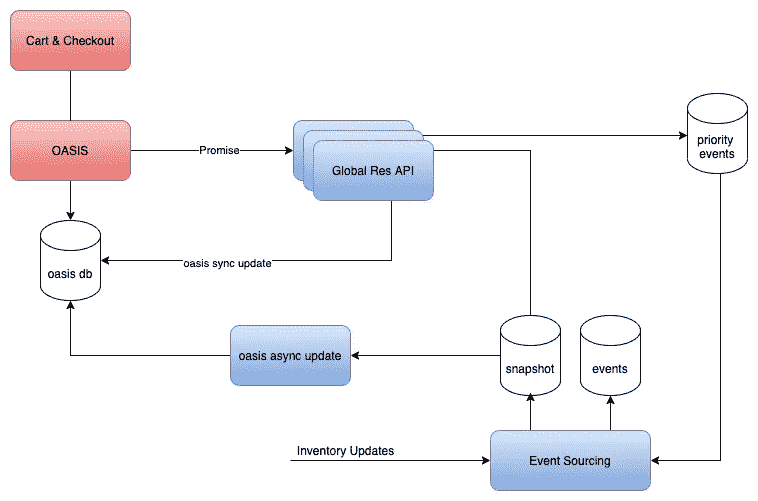 Cart & Checkout
OASIS
Promise
Global Res API
priority
events
oasis db
oasis sync update
oasis async update
snapshot
events
Inventory Updates
Event Sourcing